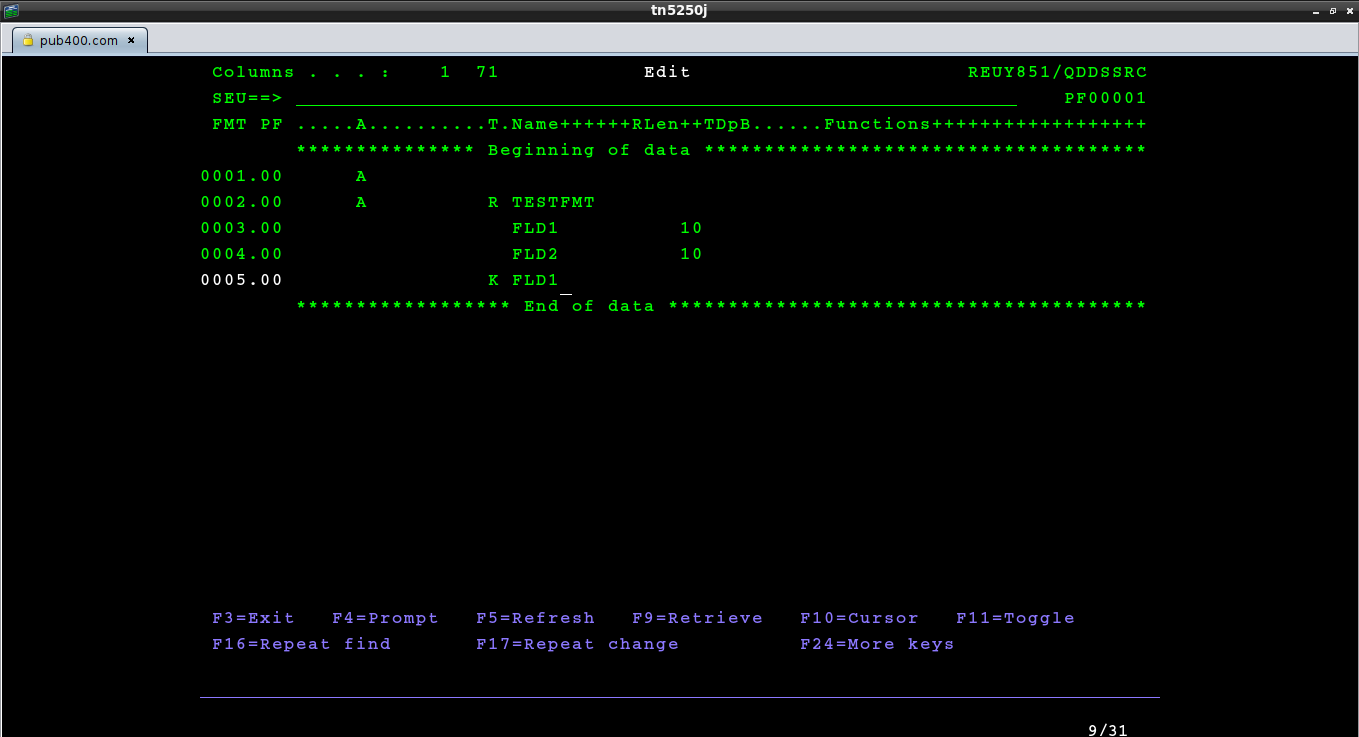 tn5250j
pub400.com
Columns . . . :    1  71            Edit                       REUY851/QDDSSRC
SEU==> ____________________________________________________________    PF00001
FMT PF .....A..........T.Name++++++RLen++TDpB......Functions++++++++++++++++++
*************** Beginning of data *************************************
0001.00      A
0002.00      A          R TESTFMT
0003.00                   FLD1          10
0004.00                   FLD2          10
0005.00                 K FLD1_
****************** End of data ****************************************
F3=Exit   F4=Prompt   F5=Refresh   F9=Retrieve   F10=Cursor   F11=Toggle
F16=Repeat find       F17=Repeat change          F24=More keys
9/31